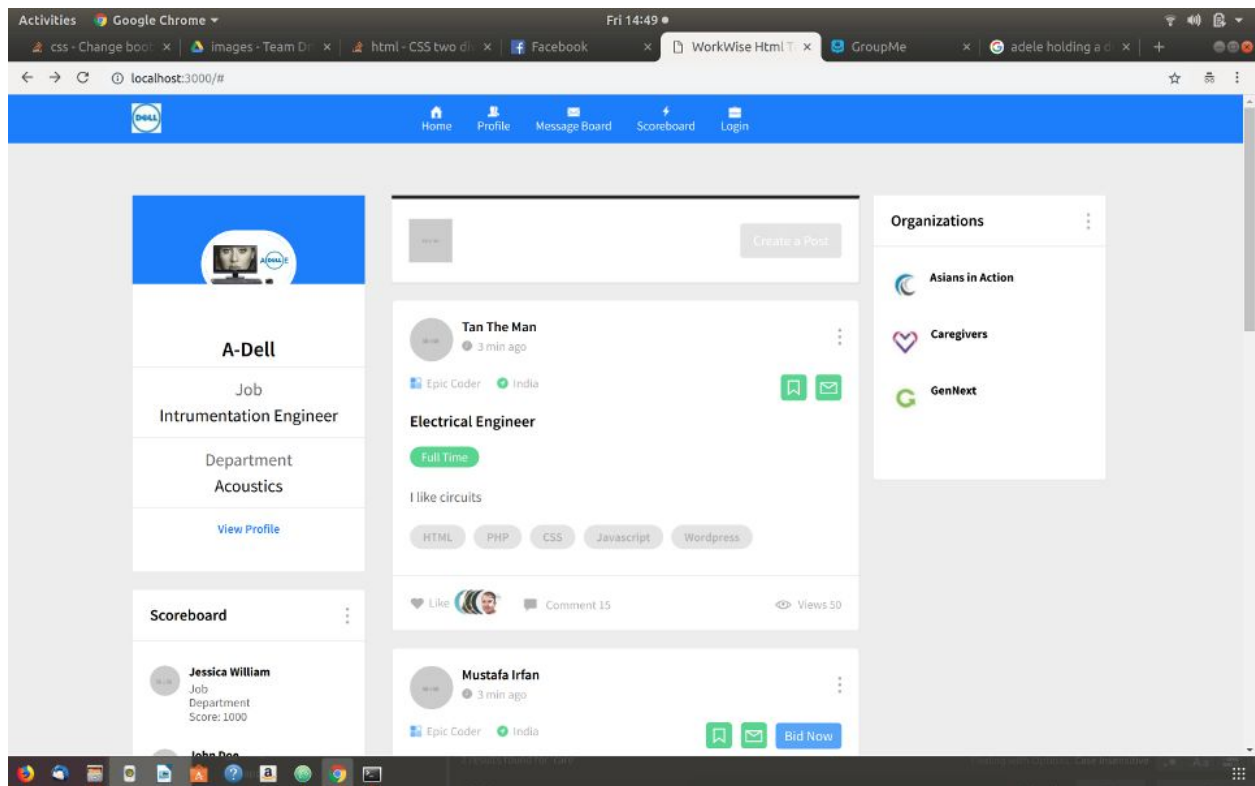 Activities Google Chrome Fri 14:49
css - Change boot images - Team Dri html - CSS two di Facebook WorkWise Html T GroupMe adele holding a d
localhost:3000/#
DELL
Home Profile Message Board Scoreboard Login
A DELL E
A-Dell
Job
Intrumentation Engineer
Department
Acoustics
View Profile
Scoreboard
Jessica William
Job
Department
Score: 1000
John Doe
Create a Post
Tan The Man
3 min ago
Epic Coder India
Electrical Engineer
Full Time
I like circuits
HTML PHP CSS Javascript Wordpress
Like Comment 15 Views 50
Mustafa Irfan
3 min ago
Epic Coder India Bid Now
Organizations
Asians in Action
Caregivers
GenNext